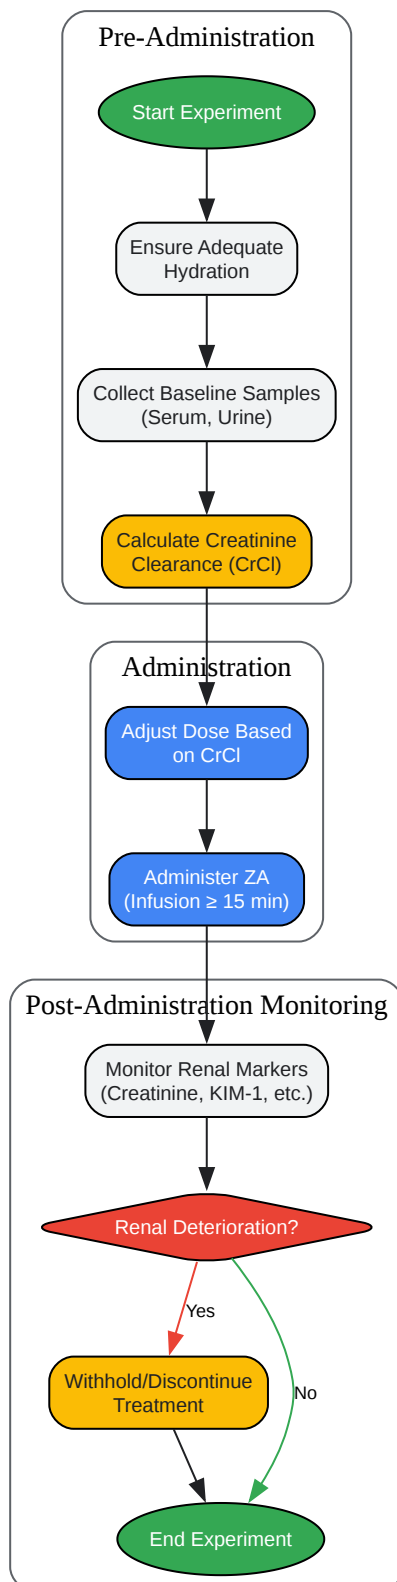 Pre-Administration
Start Experiment
Ensure Adequate
Hydration
Collect Baseline Samples
(Serum, Urine)
Calculate Creatinine
Clearance (CrCl)
Administration
Adjust Dose Based
on CrCl
Administer ZA
(Infusion ≥ 15 min)
Post-Administration Monitoring
Monitor Renal Markers
(Creatinine, KIM-1, etc.)
Renal Deterioration?
Yes
Withhold/Discontinue
Treatment
No
End Experiment